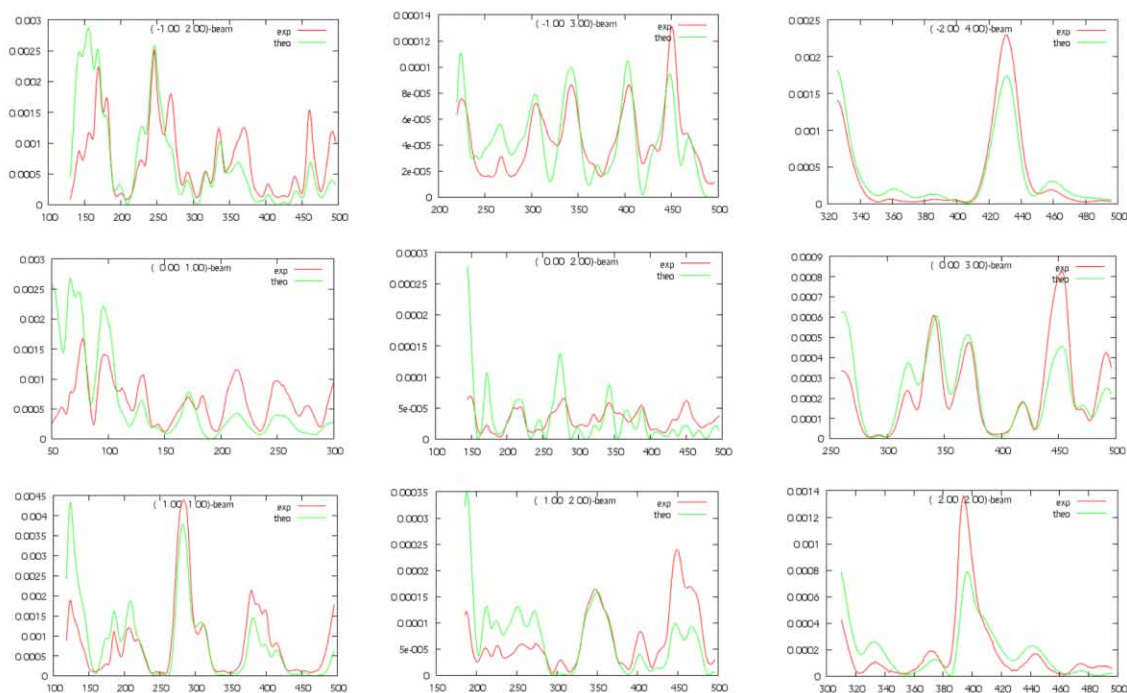 0.003
( -1.00 2.00)-beam
exp
theo
0.0025
0.002
0.0015
0.001
0.0005
0
100 150 200 250 300 350 400 450 500
0.00014
( -1.00 3.00)-beam
exp
theo
0.00012
0.0001
8e-005
6e-005
4e-005
2e-005
0
200 250 300 350 400 450 500
0.0025
( -2.00 4.00)-beam
exp
theo
0.002
0.0015
0.001
0.0005
0
320 340 360 380 400 420 440 460 480 500
0.003
( 0.00 1.00)-beam
exp
theo
0.0025
0.002
0.0015
0.001
0.0005
0
50 100 150 200 250 300
0.0003
( 0.00 2.00)-beam
exp
theo
0.00025
0.0002
0.00015
0.0001
5e-005
0
100 150 200 250 300 350 400 450 500
0.0009
( 0.00 3.00)-beam
exp
theo
0.0008
0.0007
0.0006
0.0005
0.0004
0.0003
0.0002
0.0001
0
250 300 350 400 450 500
0.0045
( 1.00 1.00)-beam
exp
theo
0.004
0.0035
0.003
0.0025
0.002
0.0015
0.001
0.0005
0
100 150 200 250 300 350 400 450 500
0.00035
( 1.00 2.00)-beam
exp
theo
0.0003
0.00025
0.0002
0.00015
0.0001
5e-005
0
150 200 250 300 350 400 450 500
0.0014
( 2.00 2.00)-beam
exp
theo
0.0012
0.001
0.0008
0.0006
0.0004
0.0002
0
300 320 340 360 380 400 420 440 460 480 500